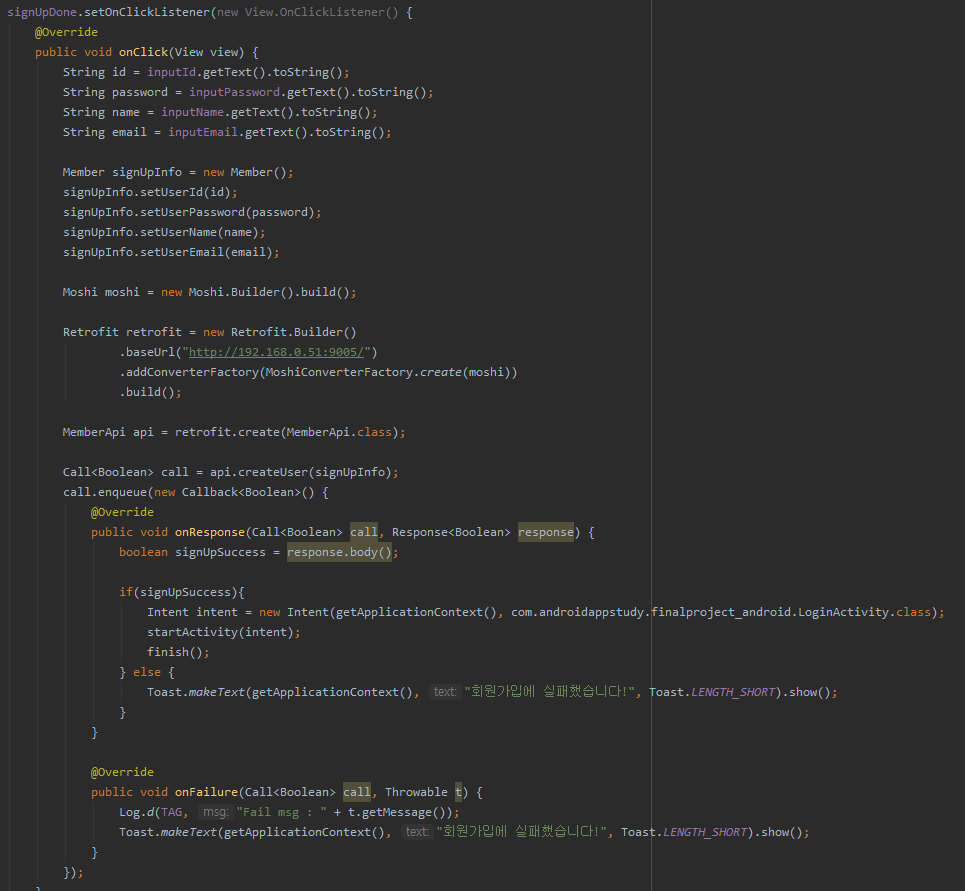 signUpDone.setOnClickListener(new View.OnClickListener() {
@Override
public void onClick(View view) {
String id = inputId.getText().toString();
String password = inputPassword.getText().toString();
String name = inputName.getText().toString();
String email = inputEmail.getText().toString();
Member signUpInfo = new Member();
signUpInfo.setUserId(id);
signUpInfo.setUserPassword(password);
signUpInfo.setUserName(name);
signUpInfo.setUserEmail(email);
Moshi moshi = new Moshi.Builder().build();
Retrofit retrofit = new Retrofit.Builder()
.baseUrl("http://192.168.0.51:9005/")
.addConverterFactory(MoshiConverterFactory.create(moshi))
.build();
MemberApi api = retrofit.create(MemberApi.class);
Call<Boolean> call = api.createUser(signUpInfo);
call.enqueue(new Callback<Boolean>() {
@Override
public void onResponse(Call<Boolean> call, Response<Boolean> response) {
boolean signUpSuccess = response.body();
if(signUpSuccess){
Intent intent = new Intent(getApplicationContext(), com.androidappstudy.finalproject_android.LoginActivity.class);
startActivity(intent);
finish();
} else {
Toast.makeText(getApplicationContext(), text: "회원가입에 실패했습니다!", Toast.LENGTH_SHORT).show();
}
}
@Override
public void onFailure(Call<Boolean> call, Throwable t) {
Log.d(TAG, msg: "Fail msg : " + t.getMessage());
Toast.makeText(getApplicationContext(), text: "회원가입에 실패했습니다!", Toast.LENGTH_SHORT).show();
}
});